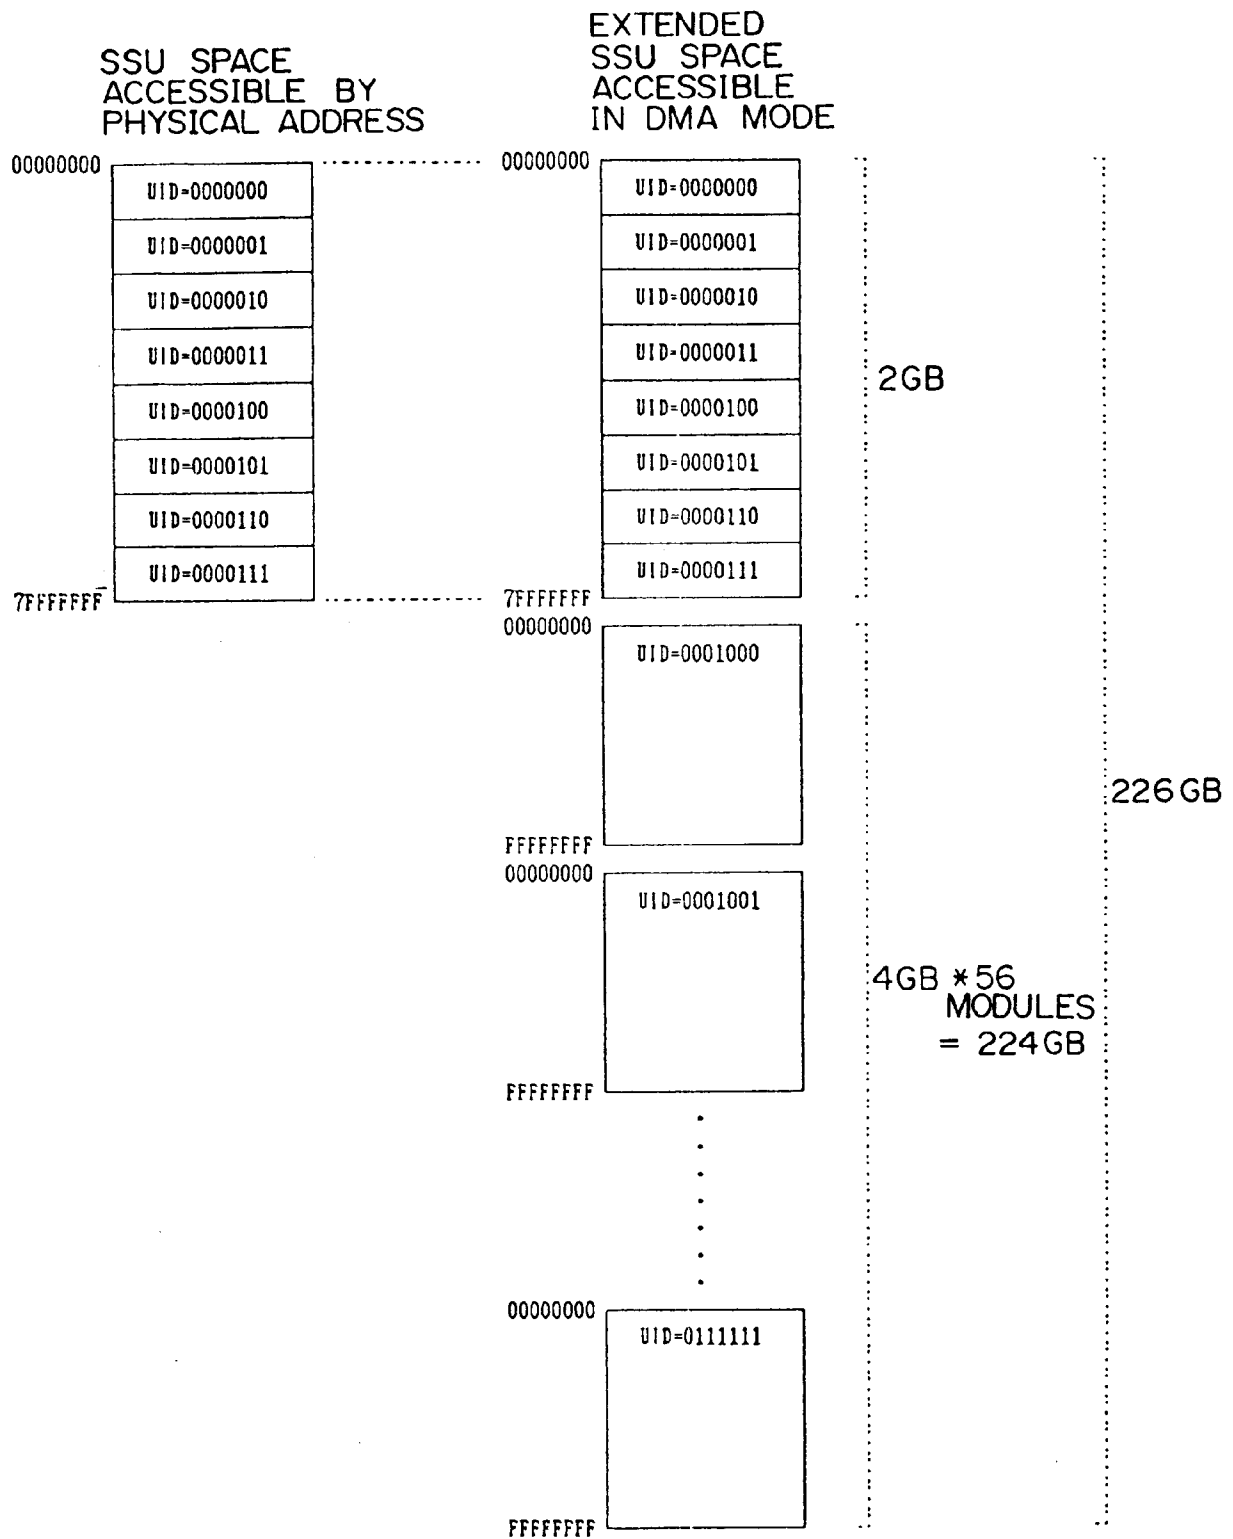 SSU SPACE
ACCESSIBLE BY
PHYSICAL ADDRESS
00000000
UID=0000000
UID=0000001
UID=0000010
UID=0000011
UID=0000100
UID=0000101
UID=0000110
UID=0000111
7FFFFFFF
EXTENDED
SSU SPACE
ACCESSIBLE
IN DMA MODE
00000000
UID=0000000
UID=0000001
UID=0000010
UID=0000011
UID=0000100
UID=0000101
UID=0000110
UID=0000111
7FFFFFFF
00000000
UID=0001000
FFFFFFFF
00000000
UID=0001001
FFFFFFFF
00000000
UID=0111111
FFFFFFFF
2GB
4GB *56
MODULES
= 224GB
226GB